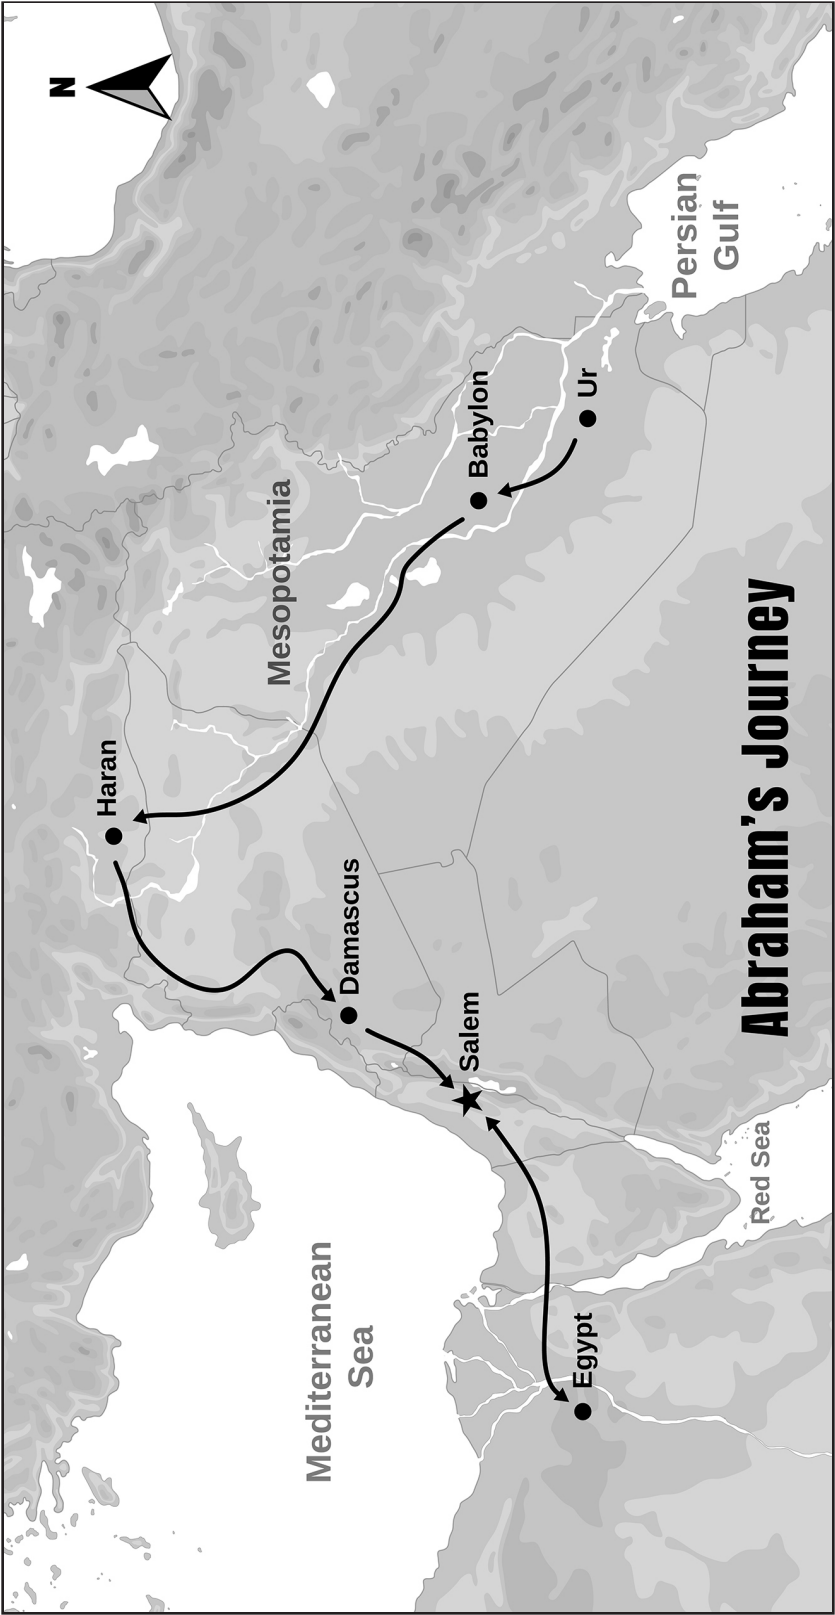 N
Haran
Mesopotamia
Babylon
Ur
Persian
Gulf
Damascus
Salem
Mediterranean
Sea
Egypt
Red Sea
Abraham's Journey